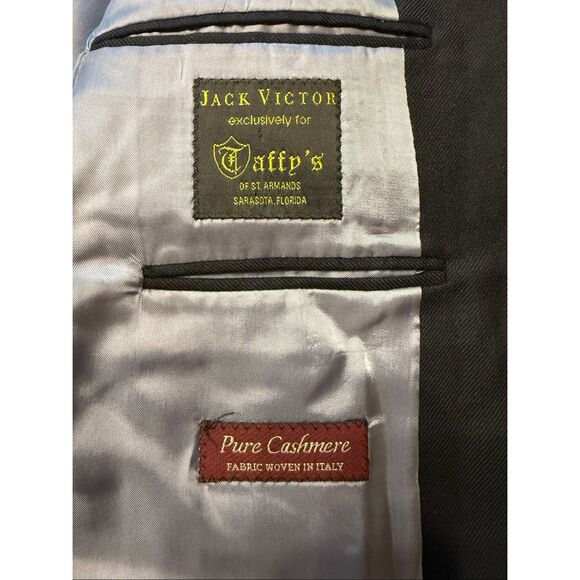 JACK VICTOR
exclusively for
Taffy's
OF ST. ARMANDS
SARASOTA, FLORIDA
Pure Cashmere
FABRIC WOVEN IN ITALY